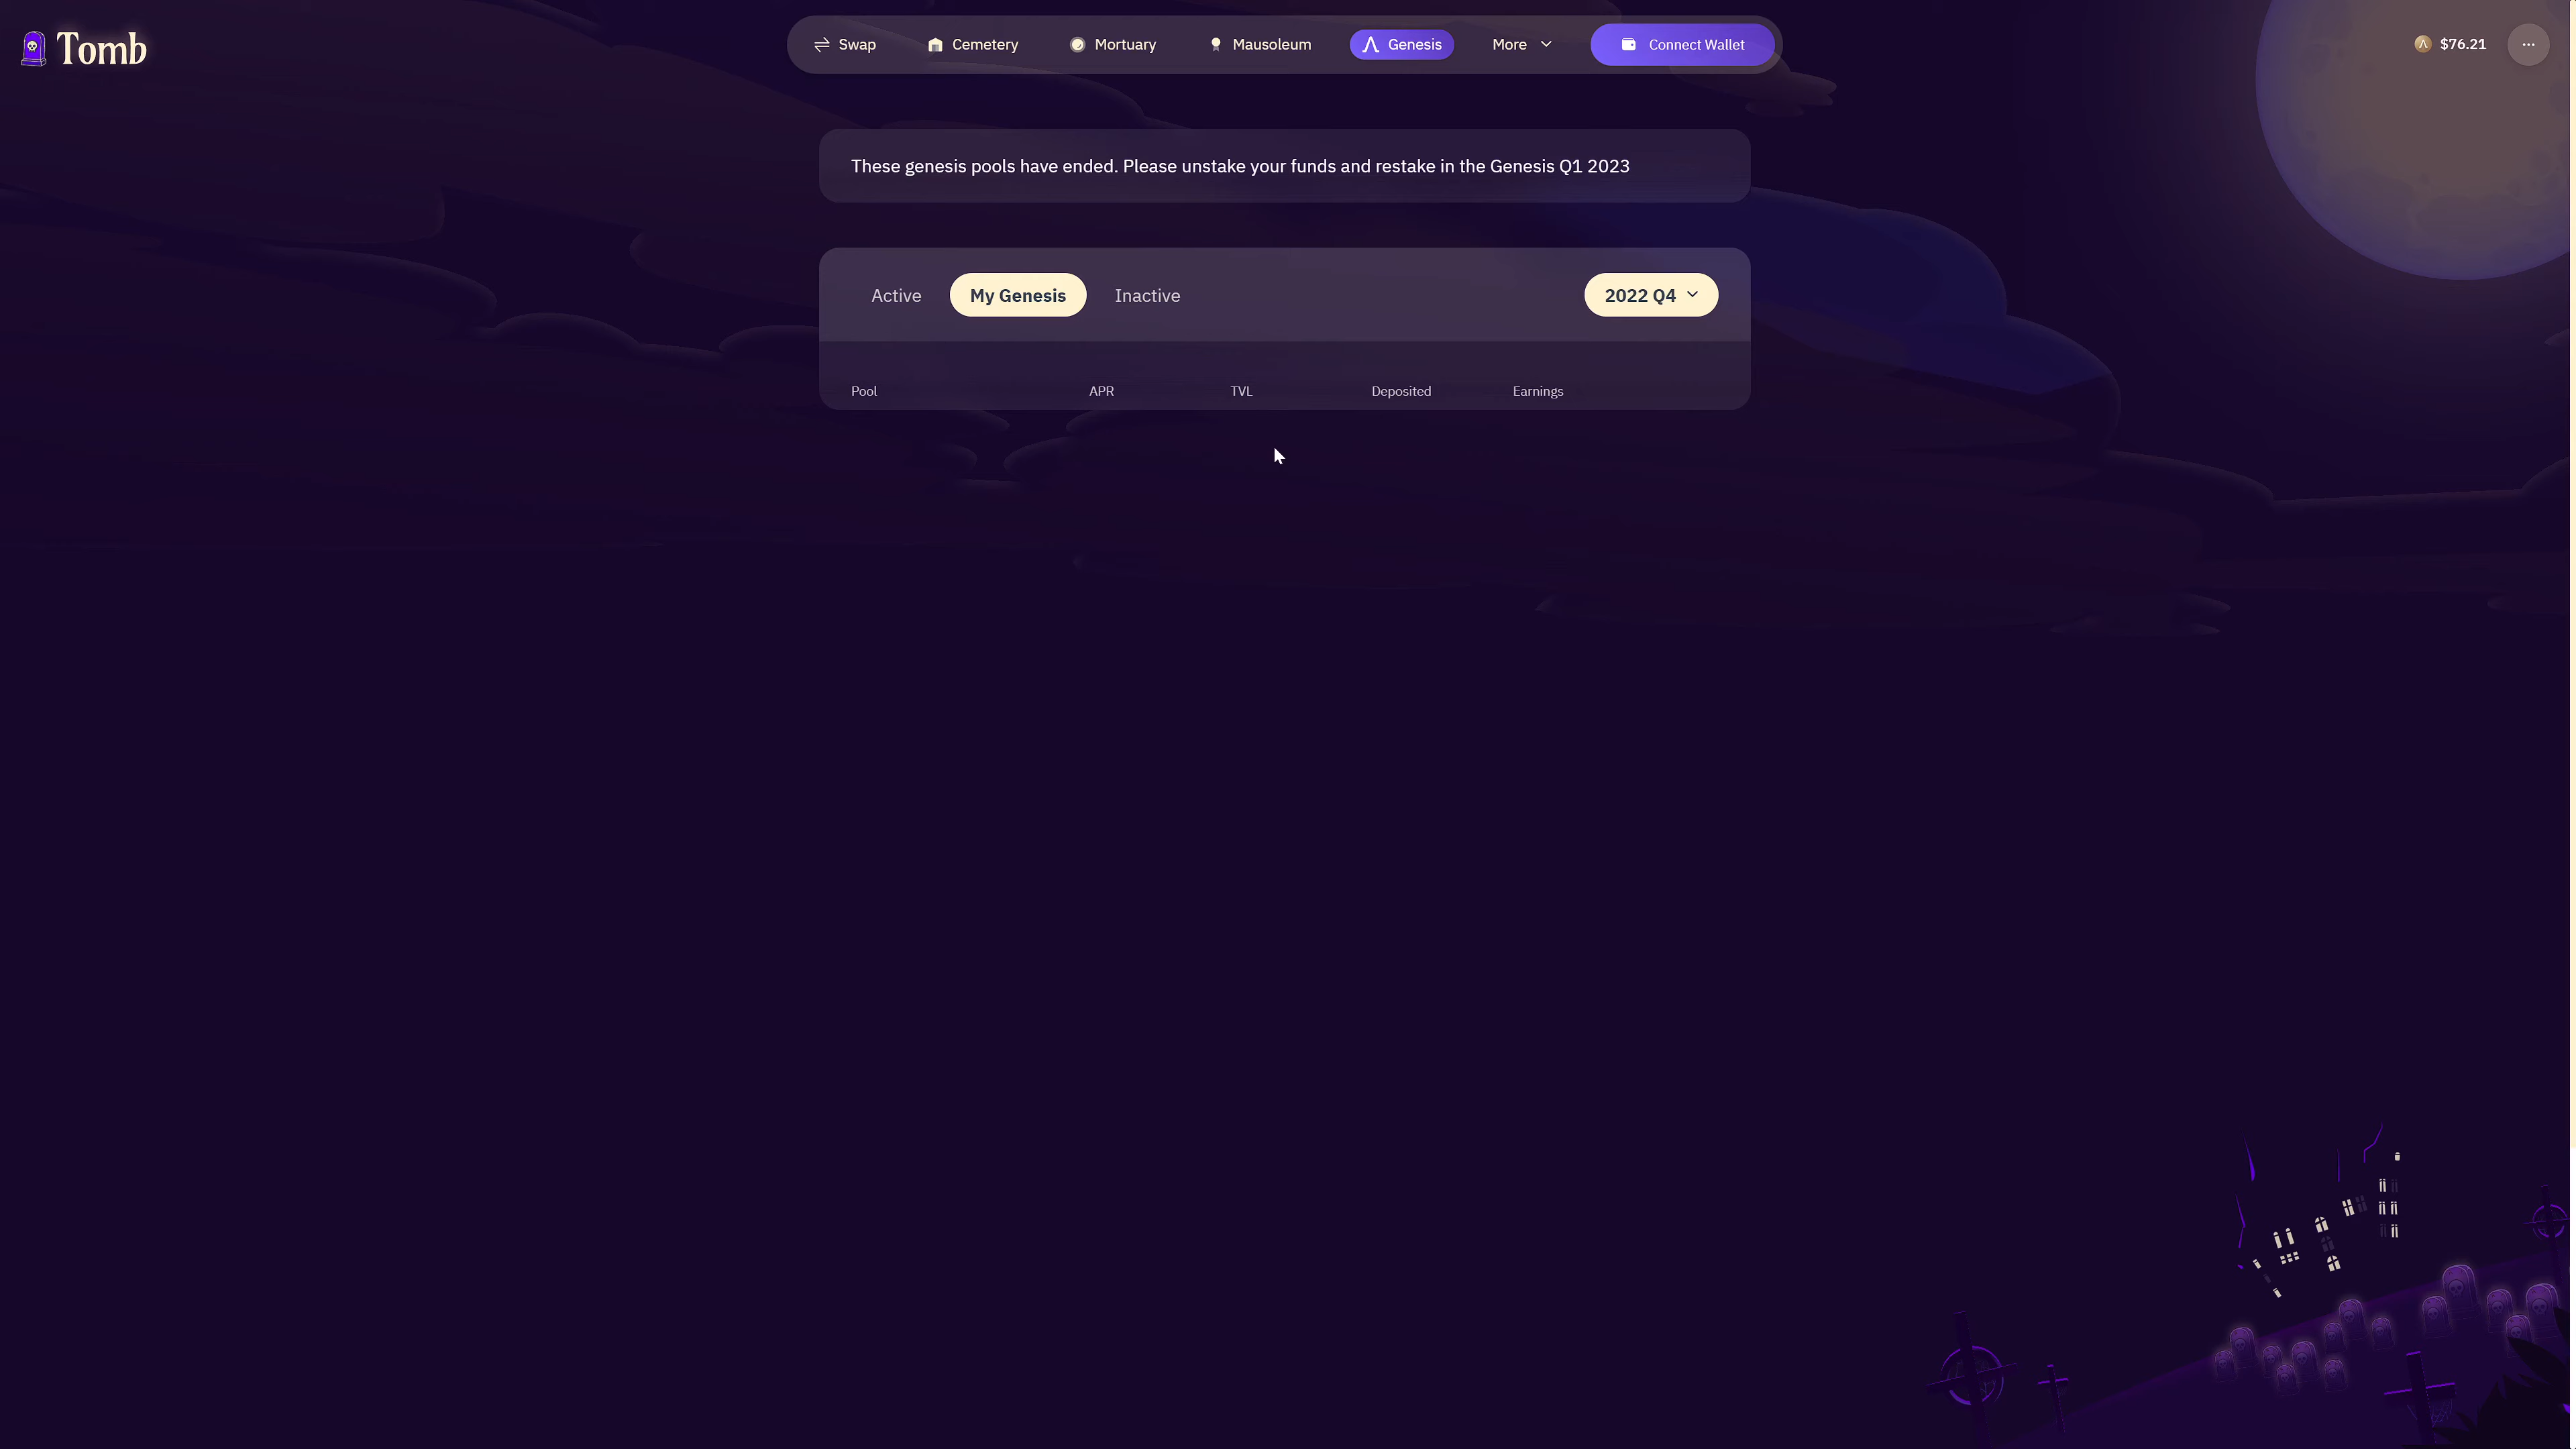 Tomb
Swap Cemetery Mortuary Mausoleum Genesis More Connect Wallet
$76.21
These genesis pools have ended. Please unstake your funds and restake in the Genesis Q1 2023
Active My Genesis Inactive 2022 Q4
Pool APR TVL Deposited Earnings